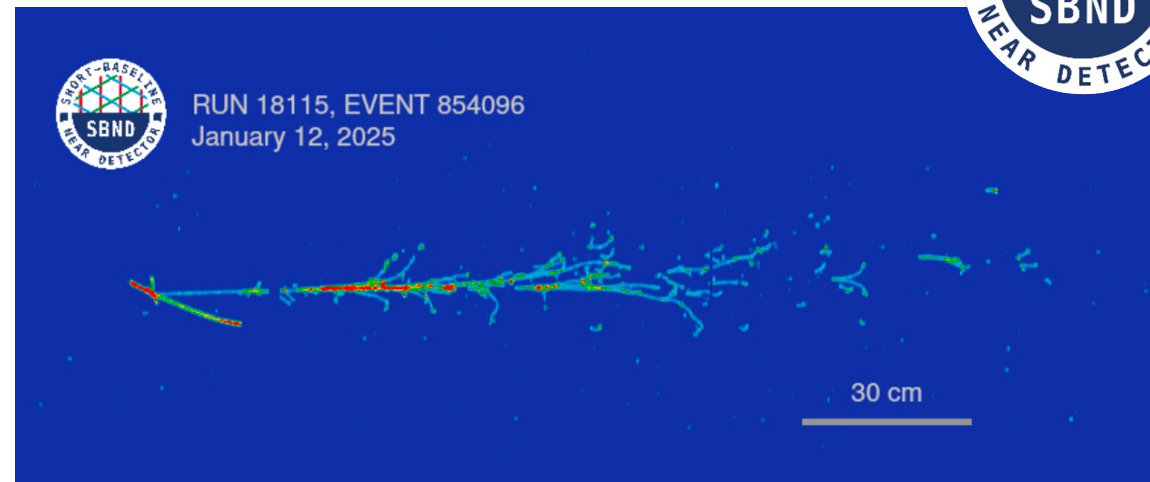 SBND
NEAR DETEC
SHORT-BASELINE
SBND
NEAR DETECTOR
RUN 18115, EVENT 854096
January 12, 2025
30 cm